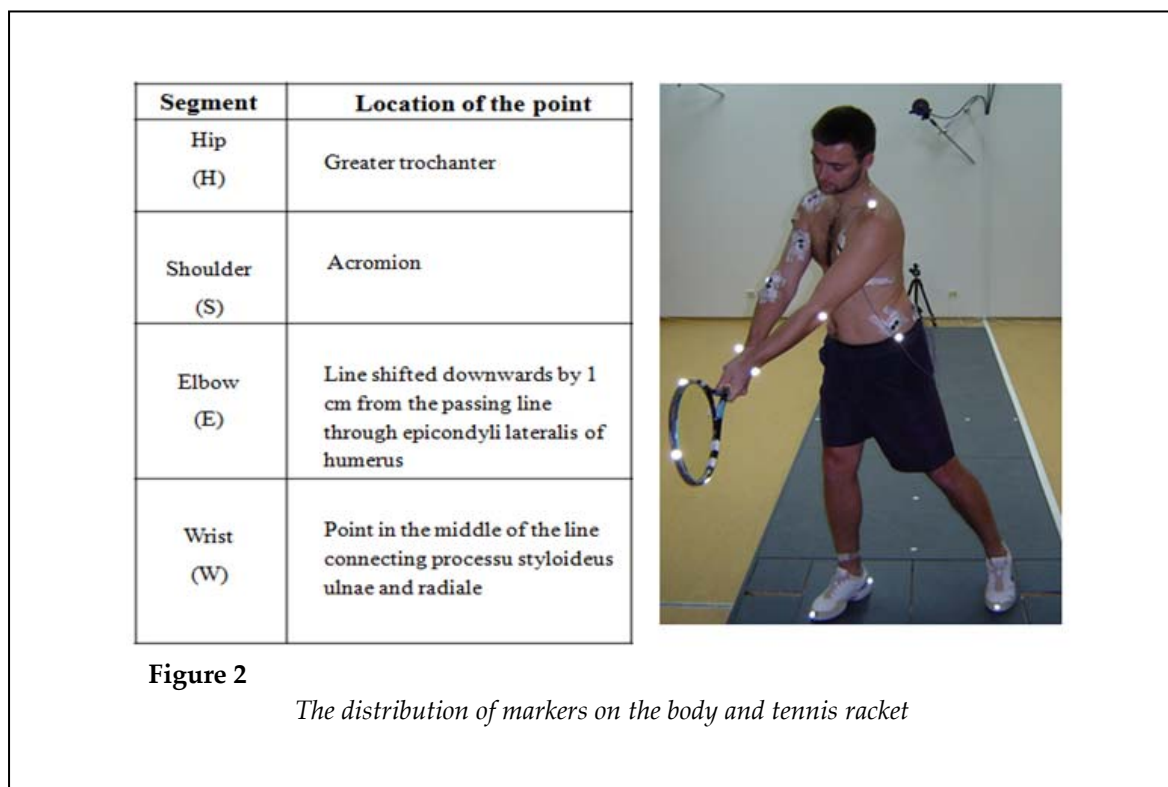 Segment Location of the point
Hip
(H)
Greater trochanter
Shoulder
(S)
Acromion
Elbow
(E)
Line shifted downwards by 1
cm from the passing line
through epicondyli lateralis of
humerus
Wrist
(W)
Point in the middle of the line
connecting processu styloideus
ulnae and radiale
Figure 2
The distribution of markers on the body and tennis racket